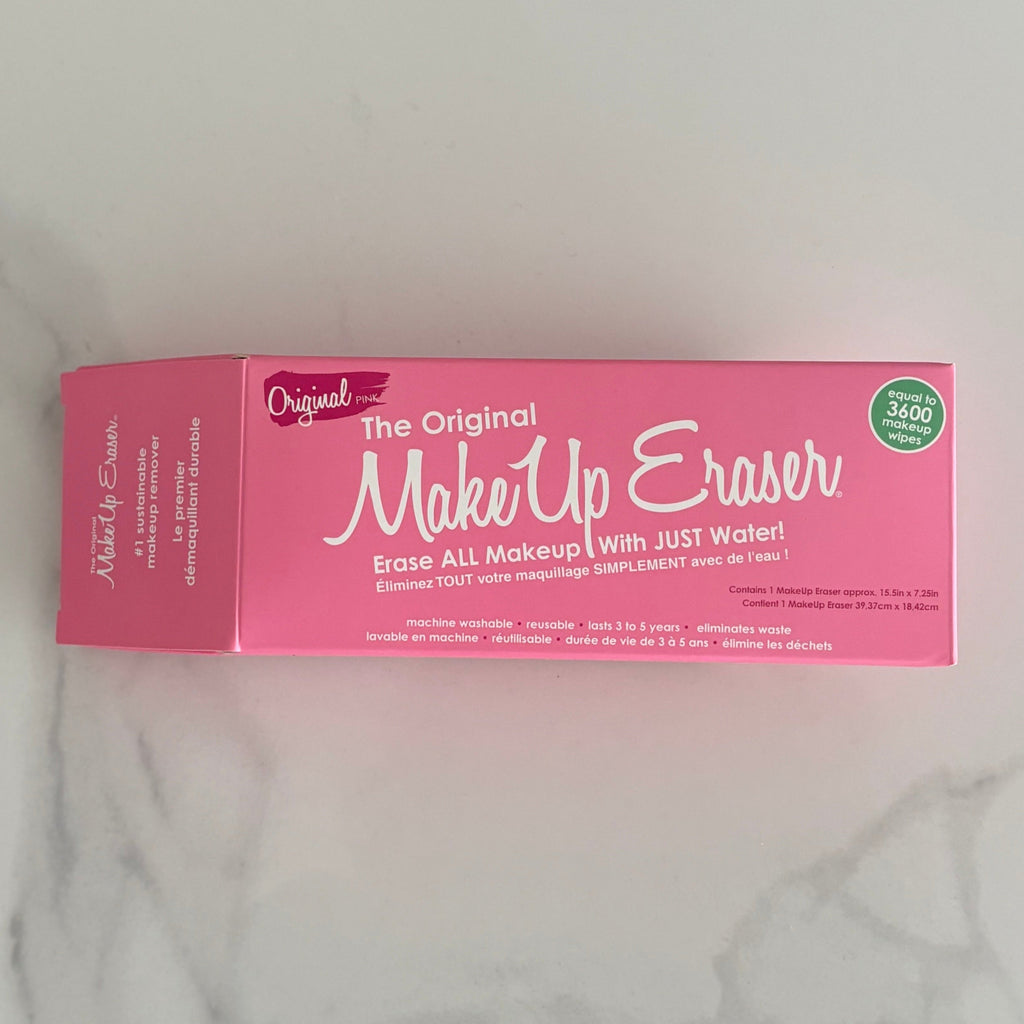 Original PINK
The Original
MakeUp Eraser®
Erase ALL Makeup With JUST Water!
Éliminez TOUT votre maquillage SIMPLEMENT avec de l'eau !
equal to
3600
makeup
wipes
Contains 1 MakeUp Eraser approx. 15.5in x 7.25in
Contient 1 MakeUp Eraser 39,37cm x 18,42cm
machine washable • reusable • lasts 3 to 5 years • eliminates waste
lavable en machine • réutilisable • durée de vie de 3 à 5 ans • élimine les déchets
The Original
MakeUp Eraser®
#1 sustainable
makeup remover
Le premier
démaquillant durable